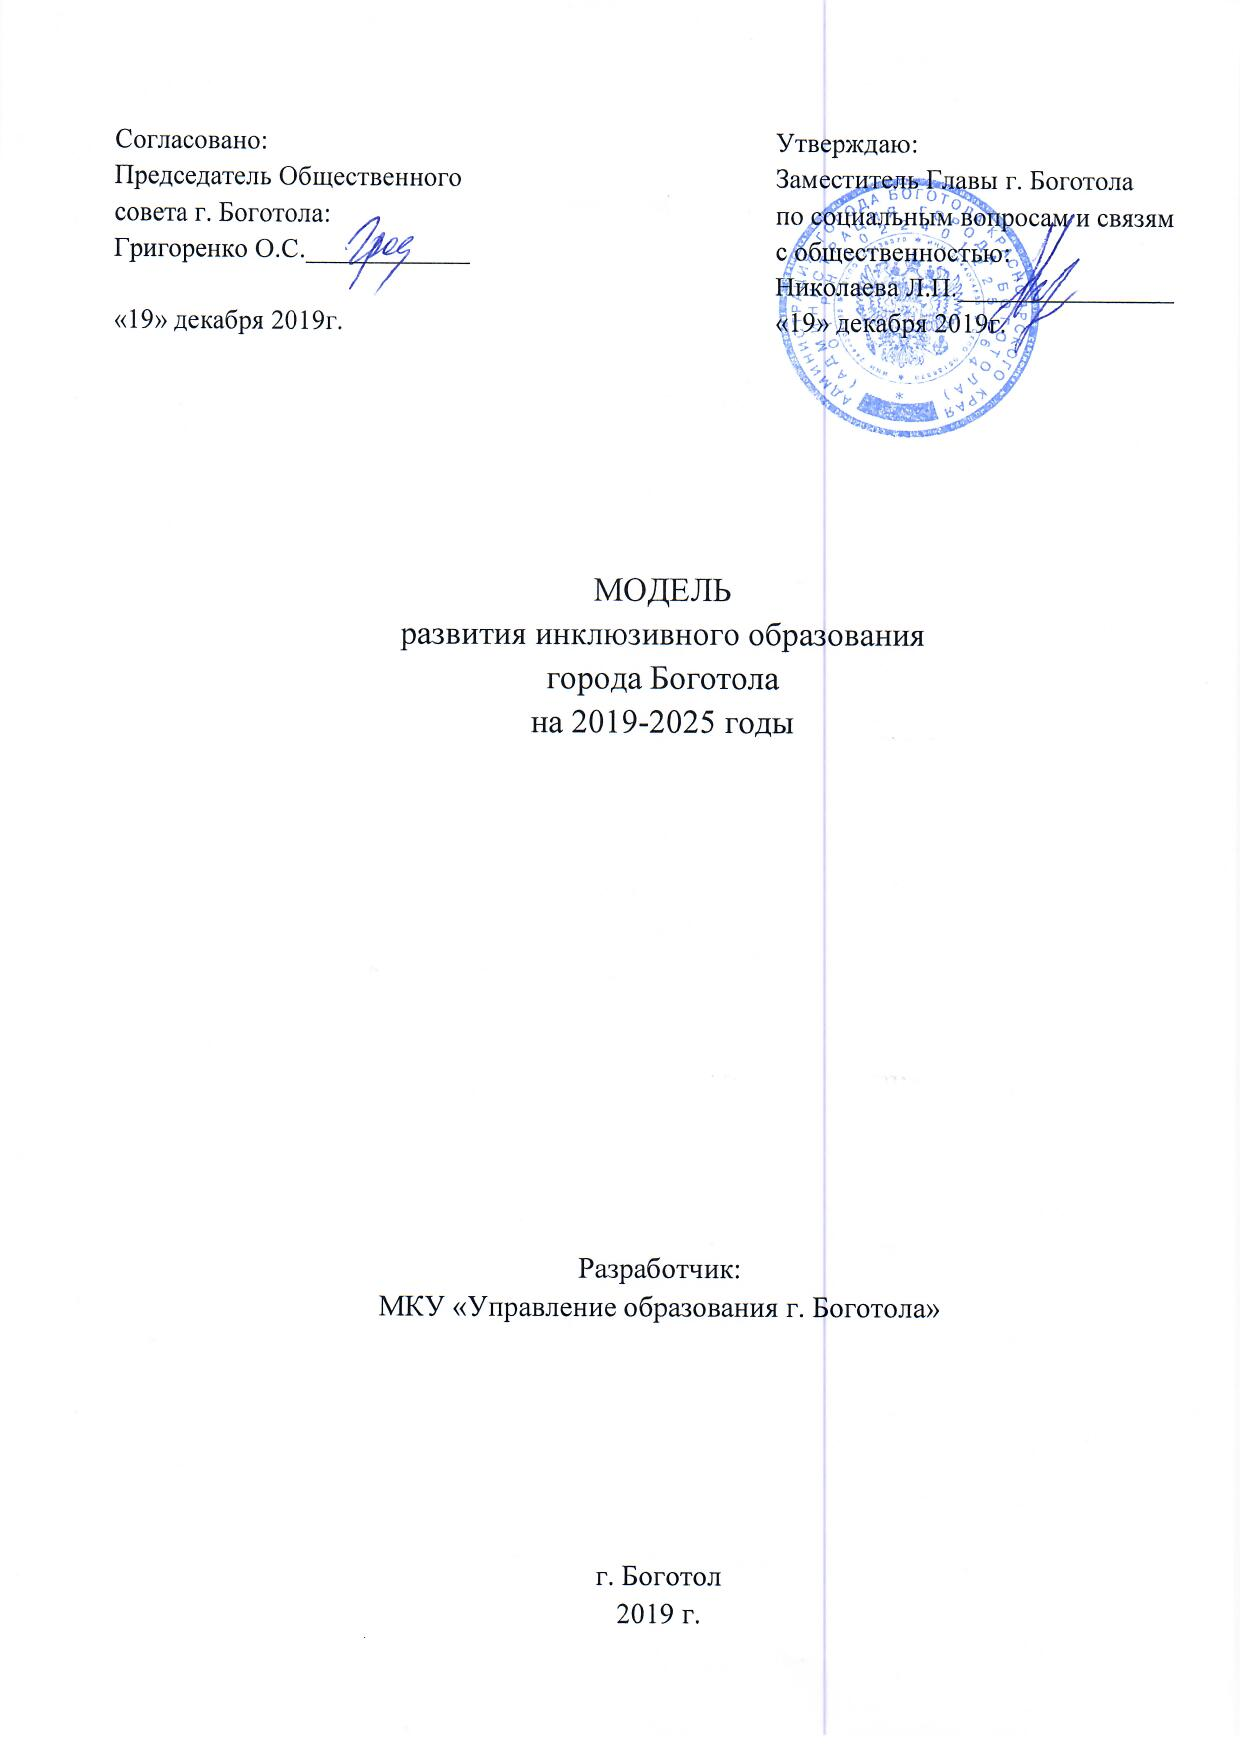 Согласовано:
Председатель Общественного
совета г. Боготола:
Григоренко О.С.____________
«19» декабря 2019г.
Утверждаю:
Заместитель Главы г. Боготола
по социальным вопросам и связям
с общественностью:
Николаева Л.П.________________
«19» декабря 2019г.
МОДЕЛЬ
развития инклюзивного образования
города Боготола
на 2019-2025 годы
Разработчик:
МКУ «Управление образования г. Боготола»
г. Боготол
2019 г.